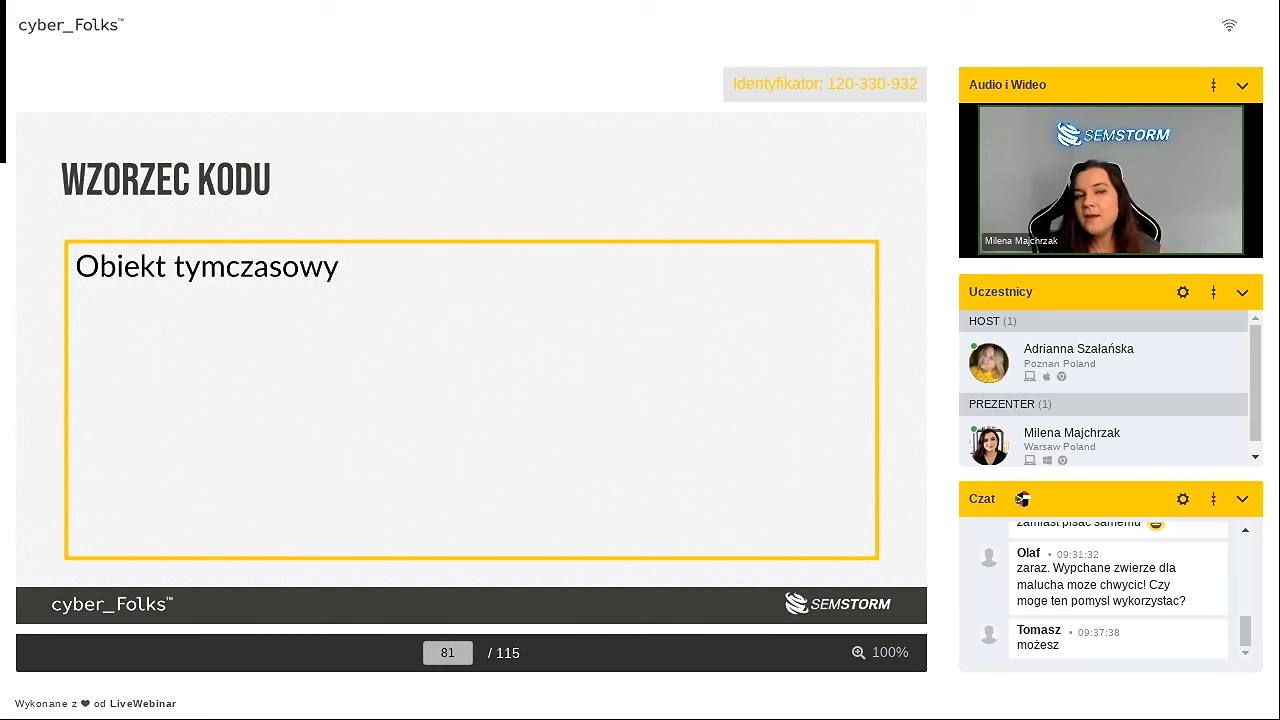 cyber_Folks™
Identyfikator: 120-330-932
WZORZEC KODU
Obiekt tymczasowy
cyber_Folks™
SEMSTORM
81 / 115
100%
Wykonane z ❤ od LiveWebinar
Audio i Wideo
SEMSTORM
Milena Majchrzak
Uczestnicy
HOST (1)
Adrianna Szałańska
Poznan Poland
PREZENTER (1)
Milena Majchrzak
Warsaw Poland
Czat
zamiast pisać samemu
Olaf • 09:31:32
zaraz. Wypchane zwierze dla
malucha moze chwycic! Czy
moge ten pomysl wykorzystac?
Tomasz • 09:37:38
możesz